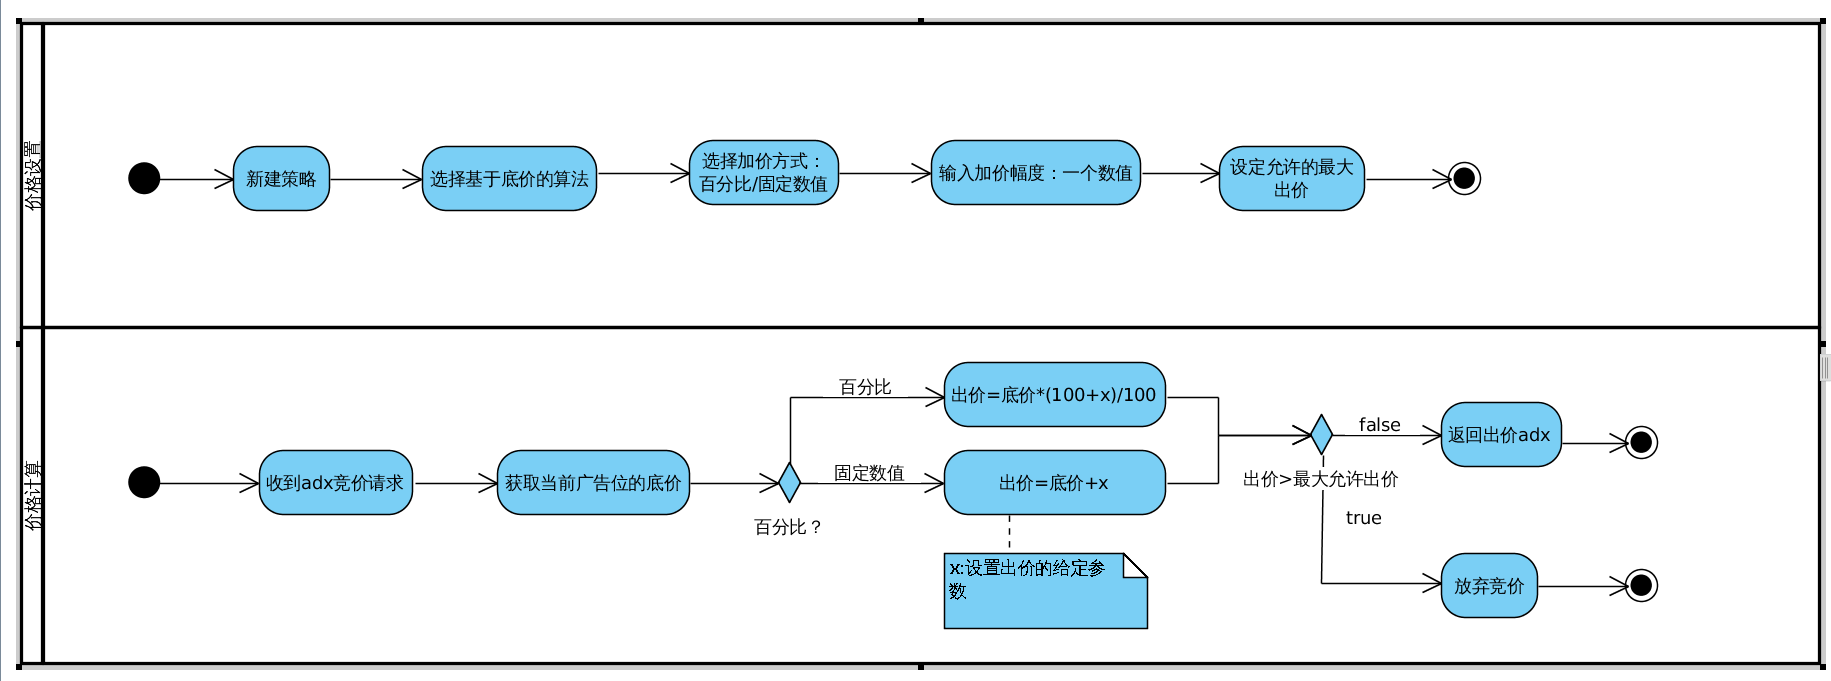 价格设置
新建策略
选择基于底价的算法
选择加价方式：
百分比/固定数值
输入加价幅度：一个数值
设定允许的最大
出价
价格计算
收到adx竞价请求
获取当前广告位的底价
百分比？
百分比
固定数值
出价=底价*(100+x)/100
出价=底价+x
x:设置出价的给定参
数
出价>最大允许出价
false
true
返回出价adx
放弃竞价